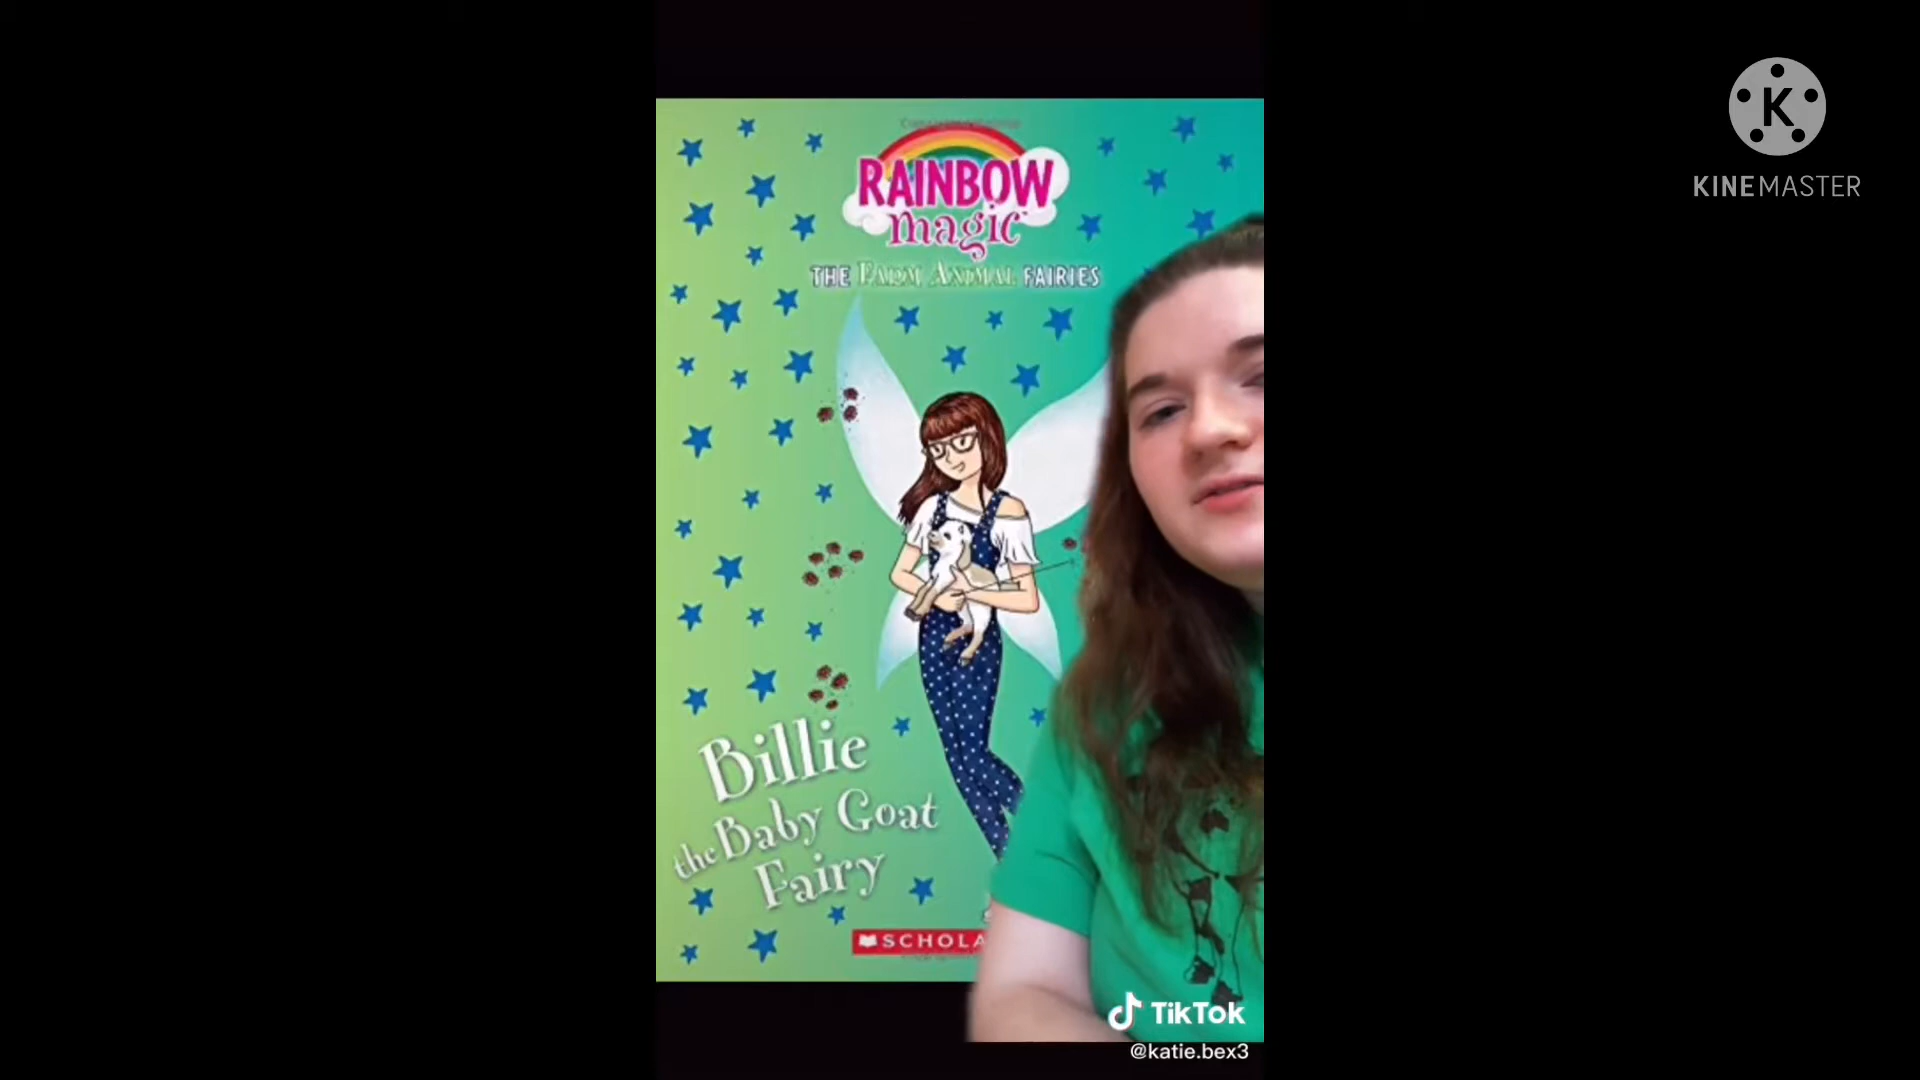 RAINBOW
magic
THE FARM ANIMAL FAIRIES
Billie
the Baby Goat
Fairy
SCHOLA
TikTok
@katie.bex3
K
KINEMASTER